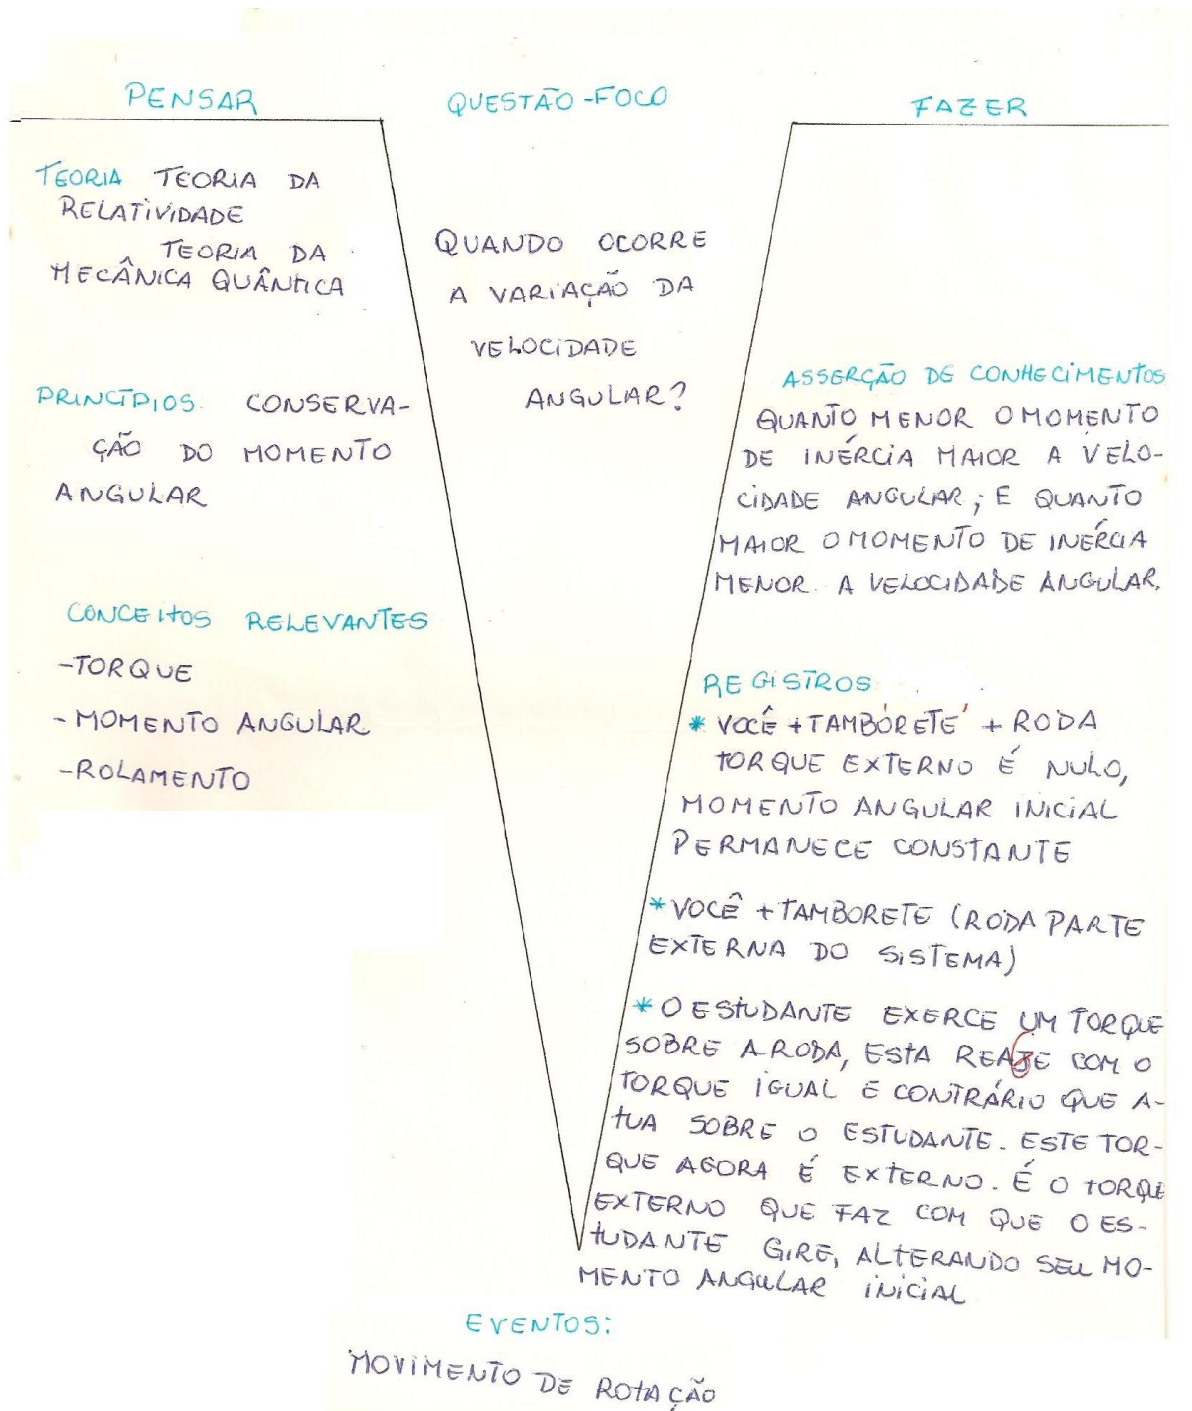 PENSAR
QUESTÃO-FOCO
FAZER
TEORIA TEORIA DA
RELATIVIDADE
TEORIA DA
MECÂNICA QUÂNTICA
PRINCÍPIOS: CONSERVA-
ÇÃO DO MOMENTO
ANGULAR
CONCEITOS RELEVANTES
-TORQUE
- MOMENTO ANGULAR
-ROLAMENTO
QUANDO OCORRE
A VARIAÇÃO DA
VELOCIDADE
ANGULAR?
ASSERÇÃO DE CONHECIMENTOS
QUANTO MENOR O MOMENTO
DE INÉRCIA MAIOR A VELO-
CIDADE ANGULAR; E QUANTO
MAIOR O MOMENTO DE INÉRCIA
MENOR A VELOCIDADE ANGULAR.
REGISTROS:
* VOCÊ + TAMBÓRETE + RODA
TORQUE EXTERNO É NULO,
MOMENTO ANGULAR INICIAL
PERMANECE CONSTANTE
* VOCÊ + TAMBORETE (RODA PARTE
EXTERNA DO SISTEMA)
* O ESTUDANTE EXERCE UM TORQUE
SOBRE A RODA, ESTA REAGE COM O
TORQUE IGUAL E CONTRÁRIO QUE A-
TUA SOBRE O ESTUDANTE. ESTE TOR-
QUE AGORA É EXTERNO. É O TORQUE
EXTERNO QUE FAZ COM QUE O ES-
TUDANTE GIRE, ALTERANDO SEU MO-
MENTO ANGULAR INICIAL
EVENTOS:
MOVIMENTO DE ROTAÇÃO